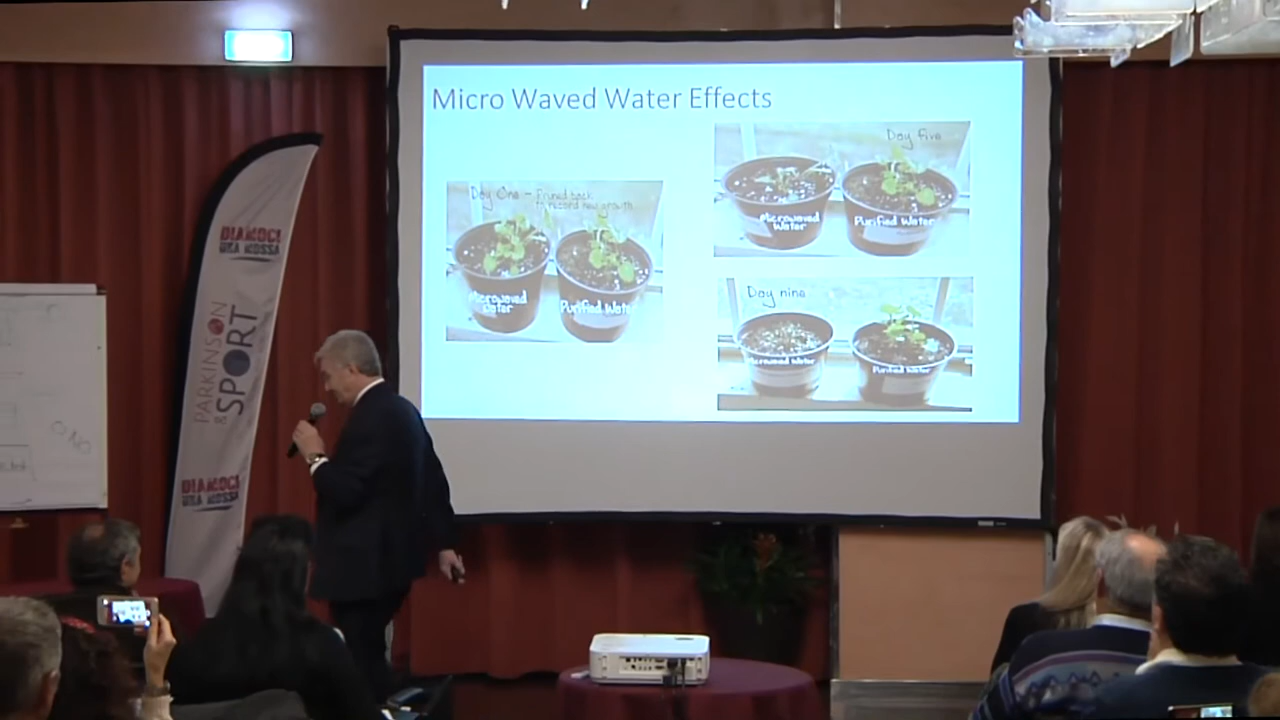 Micro Waved Water Effects
Day One - Pruned back
to record new growth
Microwaved
Water
Purified Water
Day five
Microwaved
Water
Purified Water
Day nine
Microwaved Water
Purified Water
DIAMOCI
UNA MOSSA
PARKINSON
& SPORT
DIAMOCI
UNA MOSSA